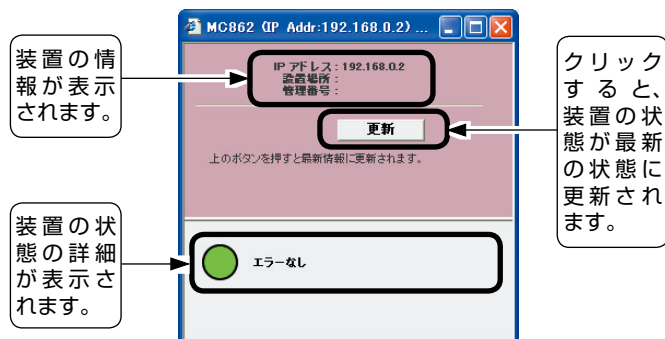 MC862 (IP Addr:192.168.0.2) ...
装置の情
報が表示
されます。
IP アドレス : 192.168.0.2
設置場所 :
管理番号 :
更新
上のボタンを押すと最新情報に更新されます。
クリック
すると、
装置の状
態が最新
の状態に
更新され
ます。
装置の状
態の詳細
が表示さ
れます。
エラーなし